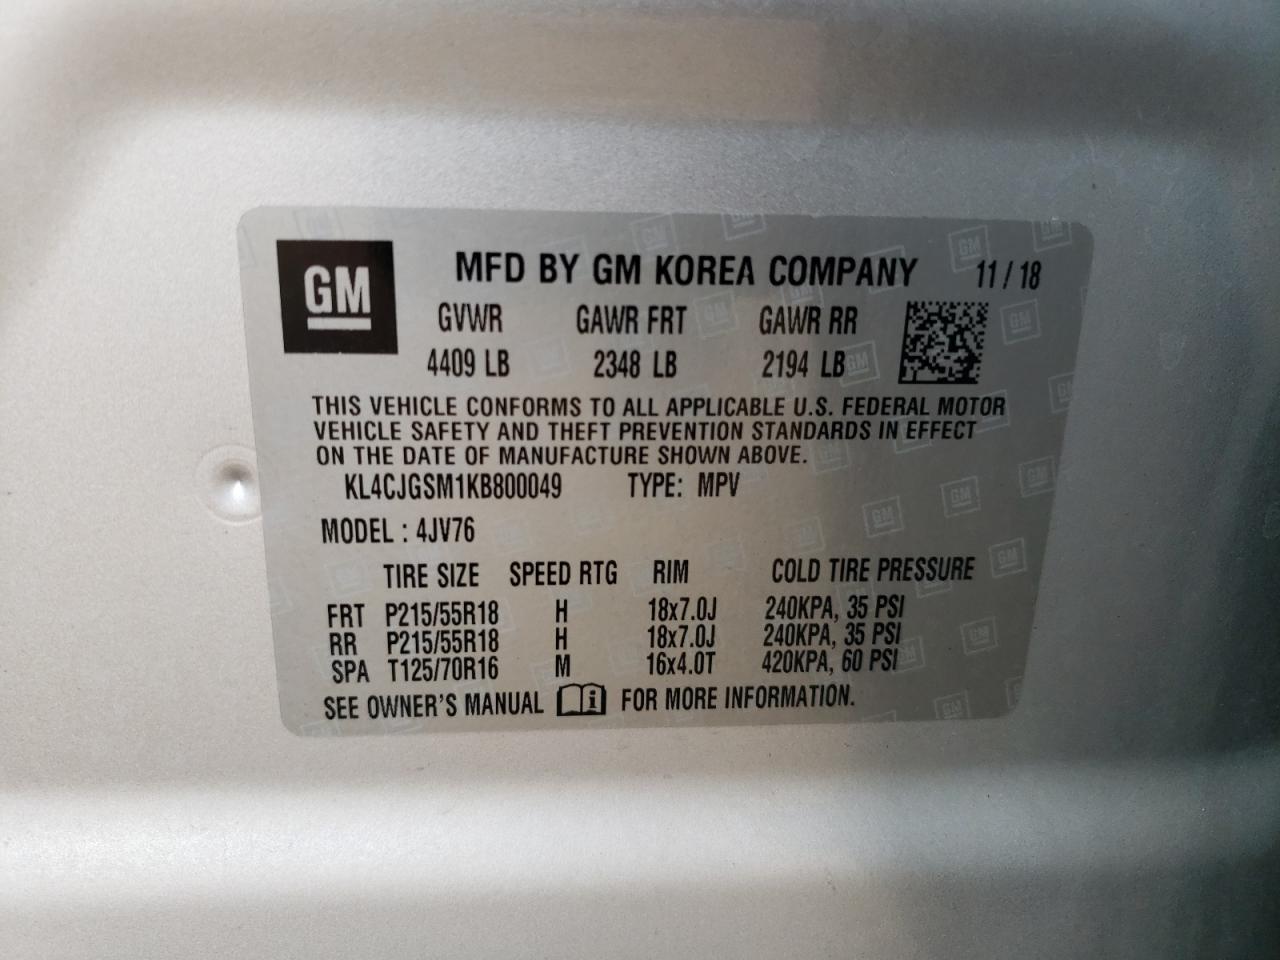 GM
MFD BY GM KOREA COMPANY 11 / 18
GVWR GAWR FRT GAWR RR
4409 LB 2348 LB 2194 LB
THIS VEHICLE CONFORMS TO ALL APPLICABLE U.S. FEDERAL MOTOR
VEHICLE SAFETY AND THEFT PREVENTION STANDARDS IN EFFECT
ON THE DATE OF MANUFACTURE SHOWN ABOVE.
KL4CJGSM1KB800049 TYPE: MPV
MODEL : 4JV76
TIRE SIZE SPEED RTG RIM COLD TIRE PRESSURE
FRT P215/55R18 H 18x7.0J 240KPA, 35 PSI
RR P215/55R18 H 18x7.0J 240KPA, 35 PSI
SPA T125/70R16 M 16x4.0T 420KPA, 60 PSI
SEE OWNER'S MANUAL i FOR MORE INFORMATION.